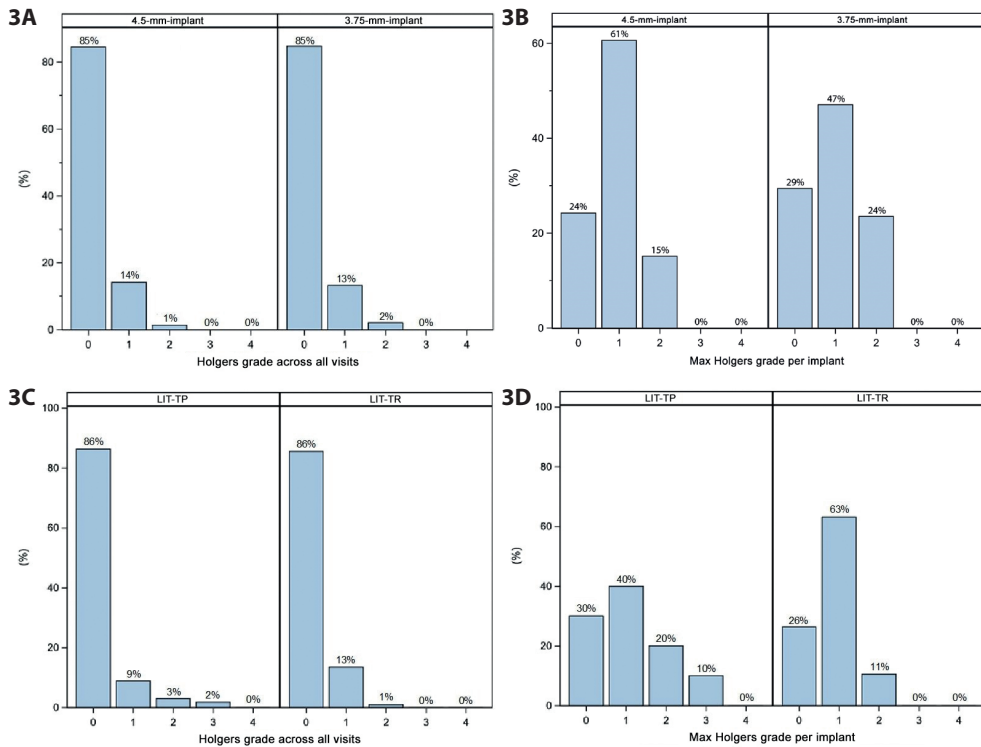 3A
4.5-mm-implant 3.75-mm-implant
85% 85%
80
60
(%)
40
20
14% 13%
1% 2%
0% 0% 0%
0
0 1 2 3 4 0 1 2 3 4
Holgers grade across all visits
3B
4.5-mm-implant 3.75-mm-implant
60
61%
47%
40
(%)
29%
24% 24%
20
15%
0% 0% 0% 0%
0
0 1 2 3 4 0 1 2 3 4
Max Holgers grade per implant
3C
LIT-TP LIT-TR
100
86% 86%
80
60
(%)
40
20
9% 13%
3% 2% 0% 1% 0% 0%
0
0 1 2 3 4 0 1 2 3 4
Holgers grade across all visits
3D
LIT-TP LIT-TR
100
80
63%
60
(%)
40
40%
30% 26%
20
20%
10% 11%
0% 0% 0%
0
0 1 2 3 4 0 1 2 3 4
Max Holgers grade per implant